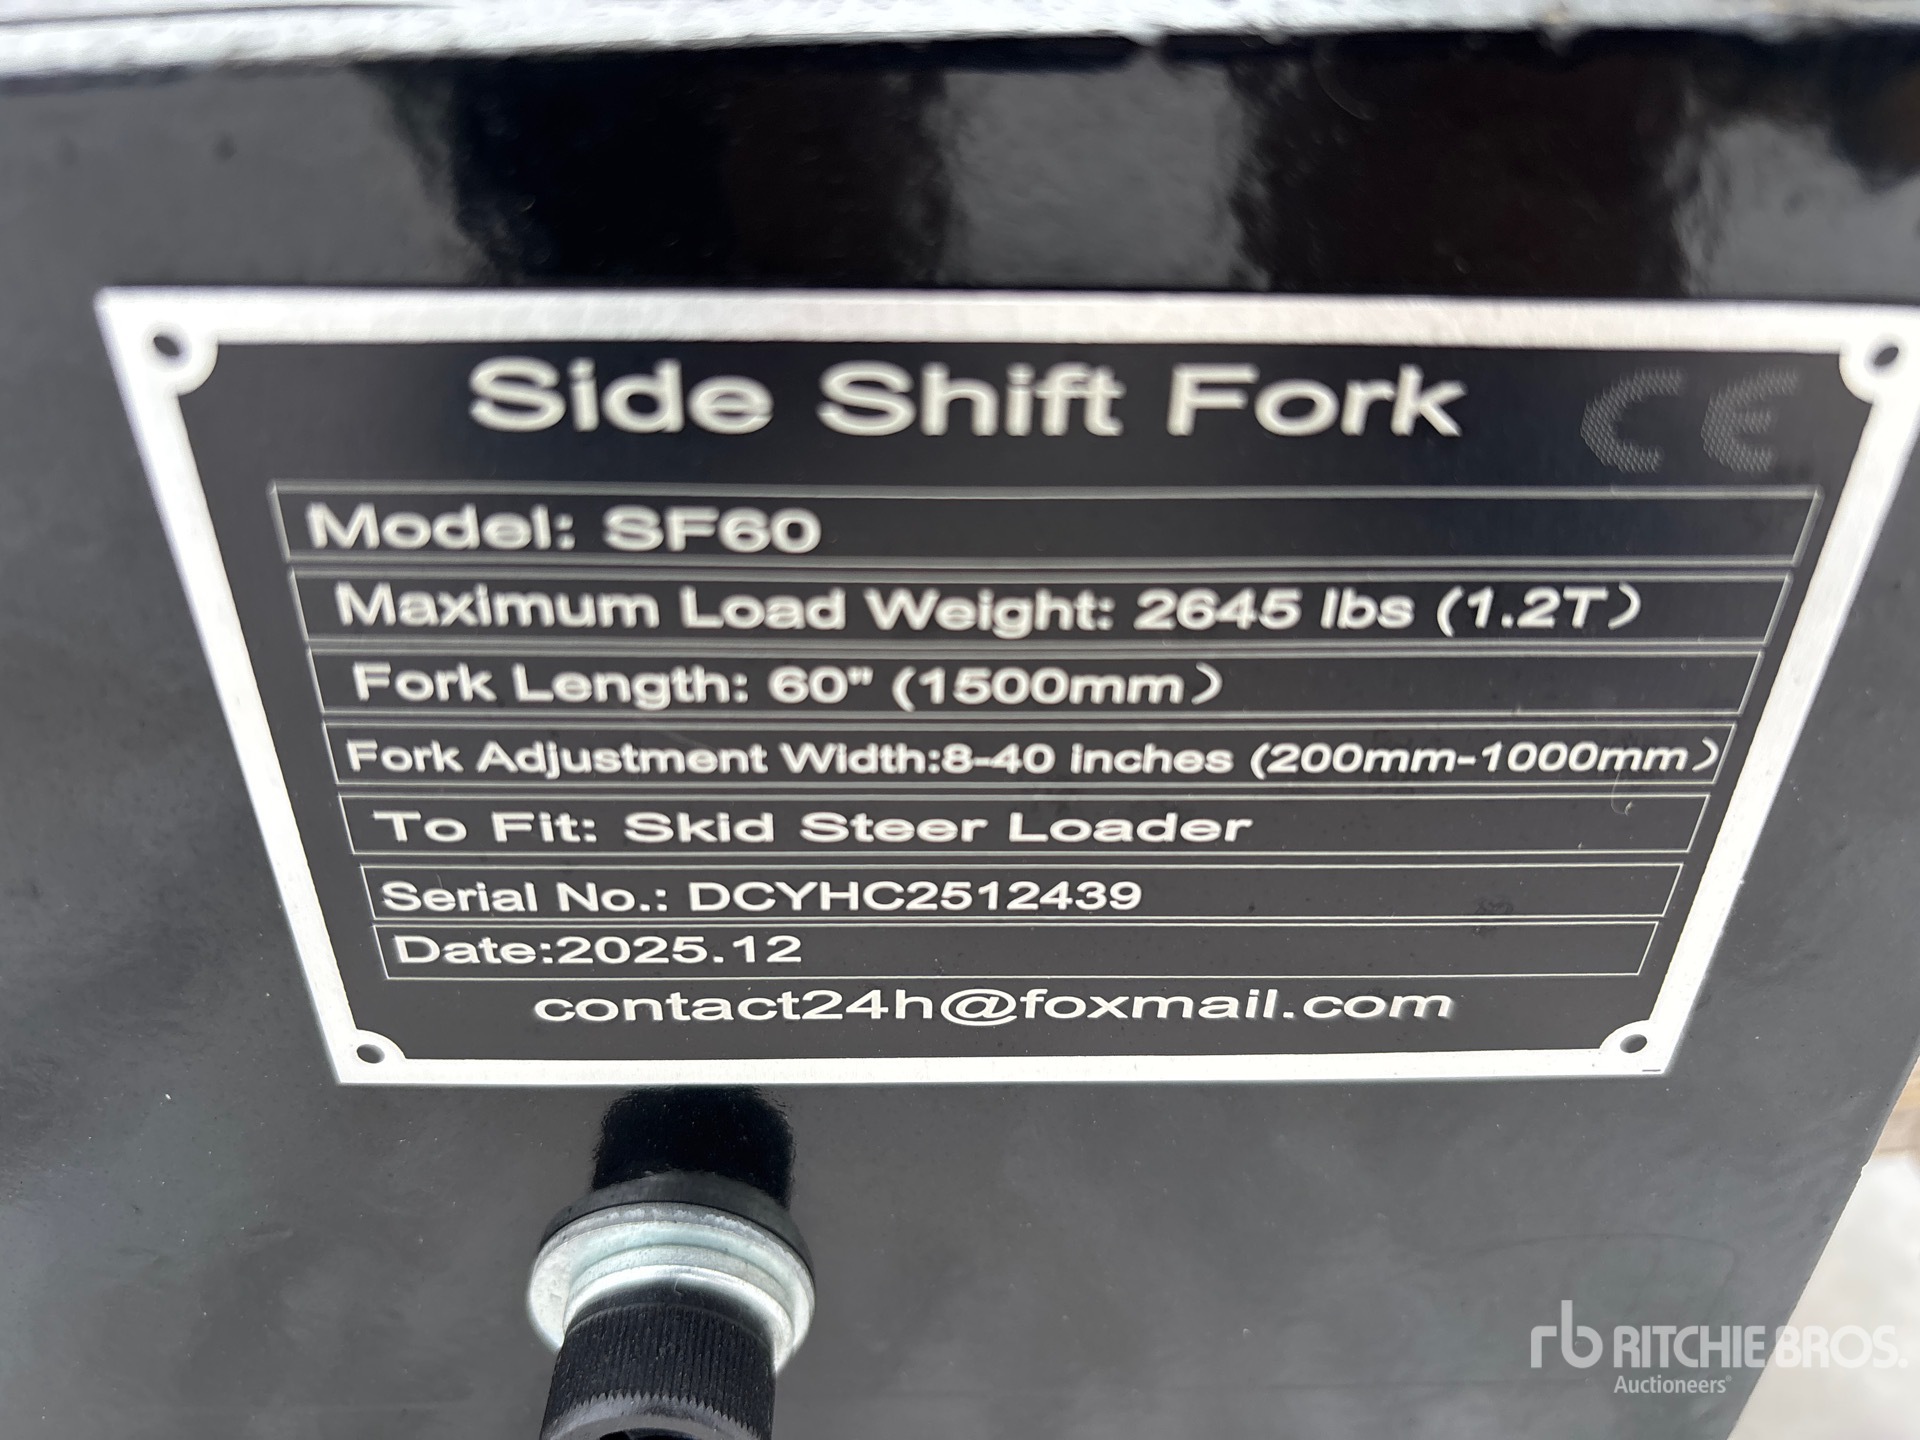 Side Shift Fork CE
Model: SF60
Maximum Load Weight: 2645 lbs (1.2T）
Fork Length: 60" (1500mm）
Fork Adjustment Width:8-40 inches (200mm-1000mm）
To Fit: Skid Steer Loader
Serial No.: DCYHC2512439
Date:2025.12
contact24h@foxmail.com
rb RITCHIE BROS.
Auctioneers